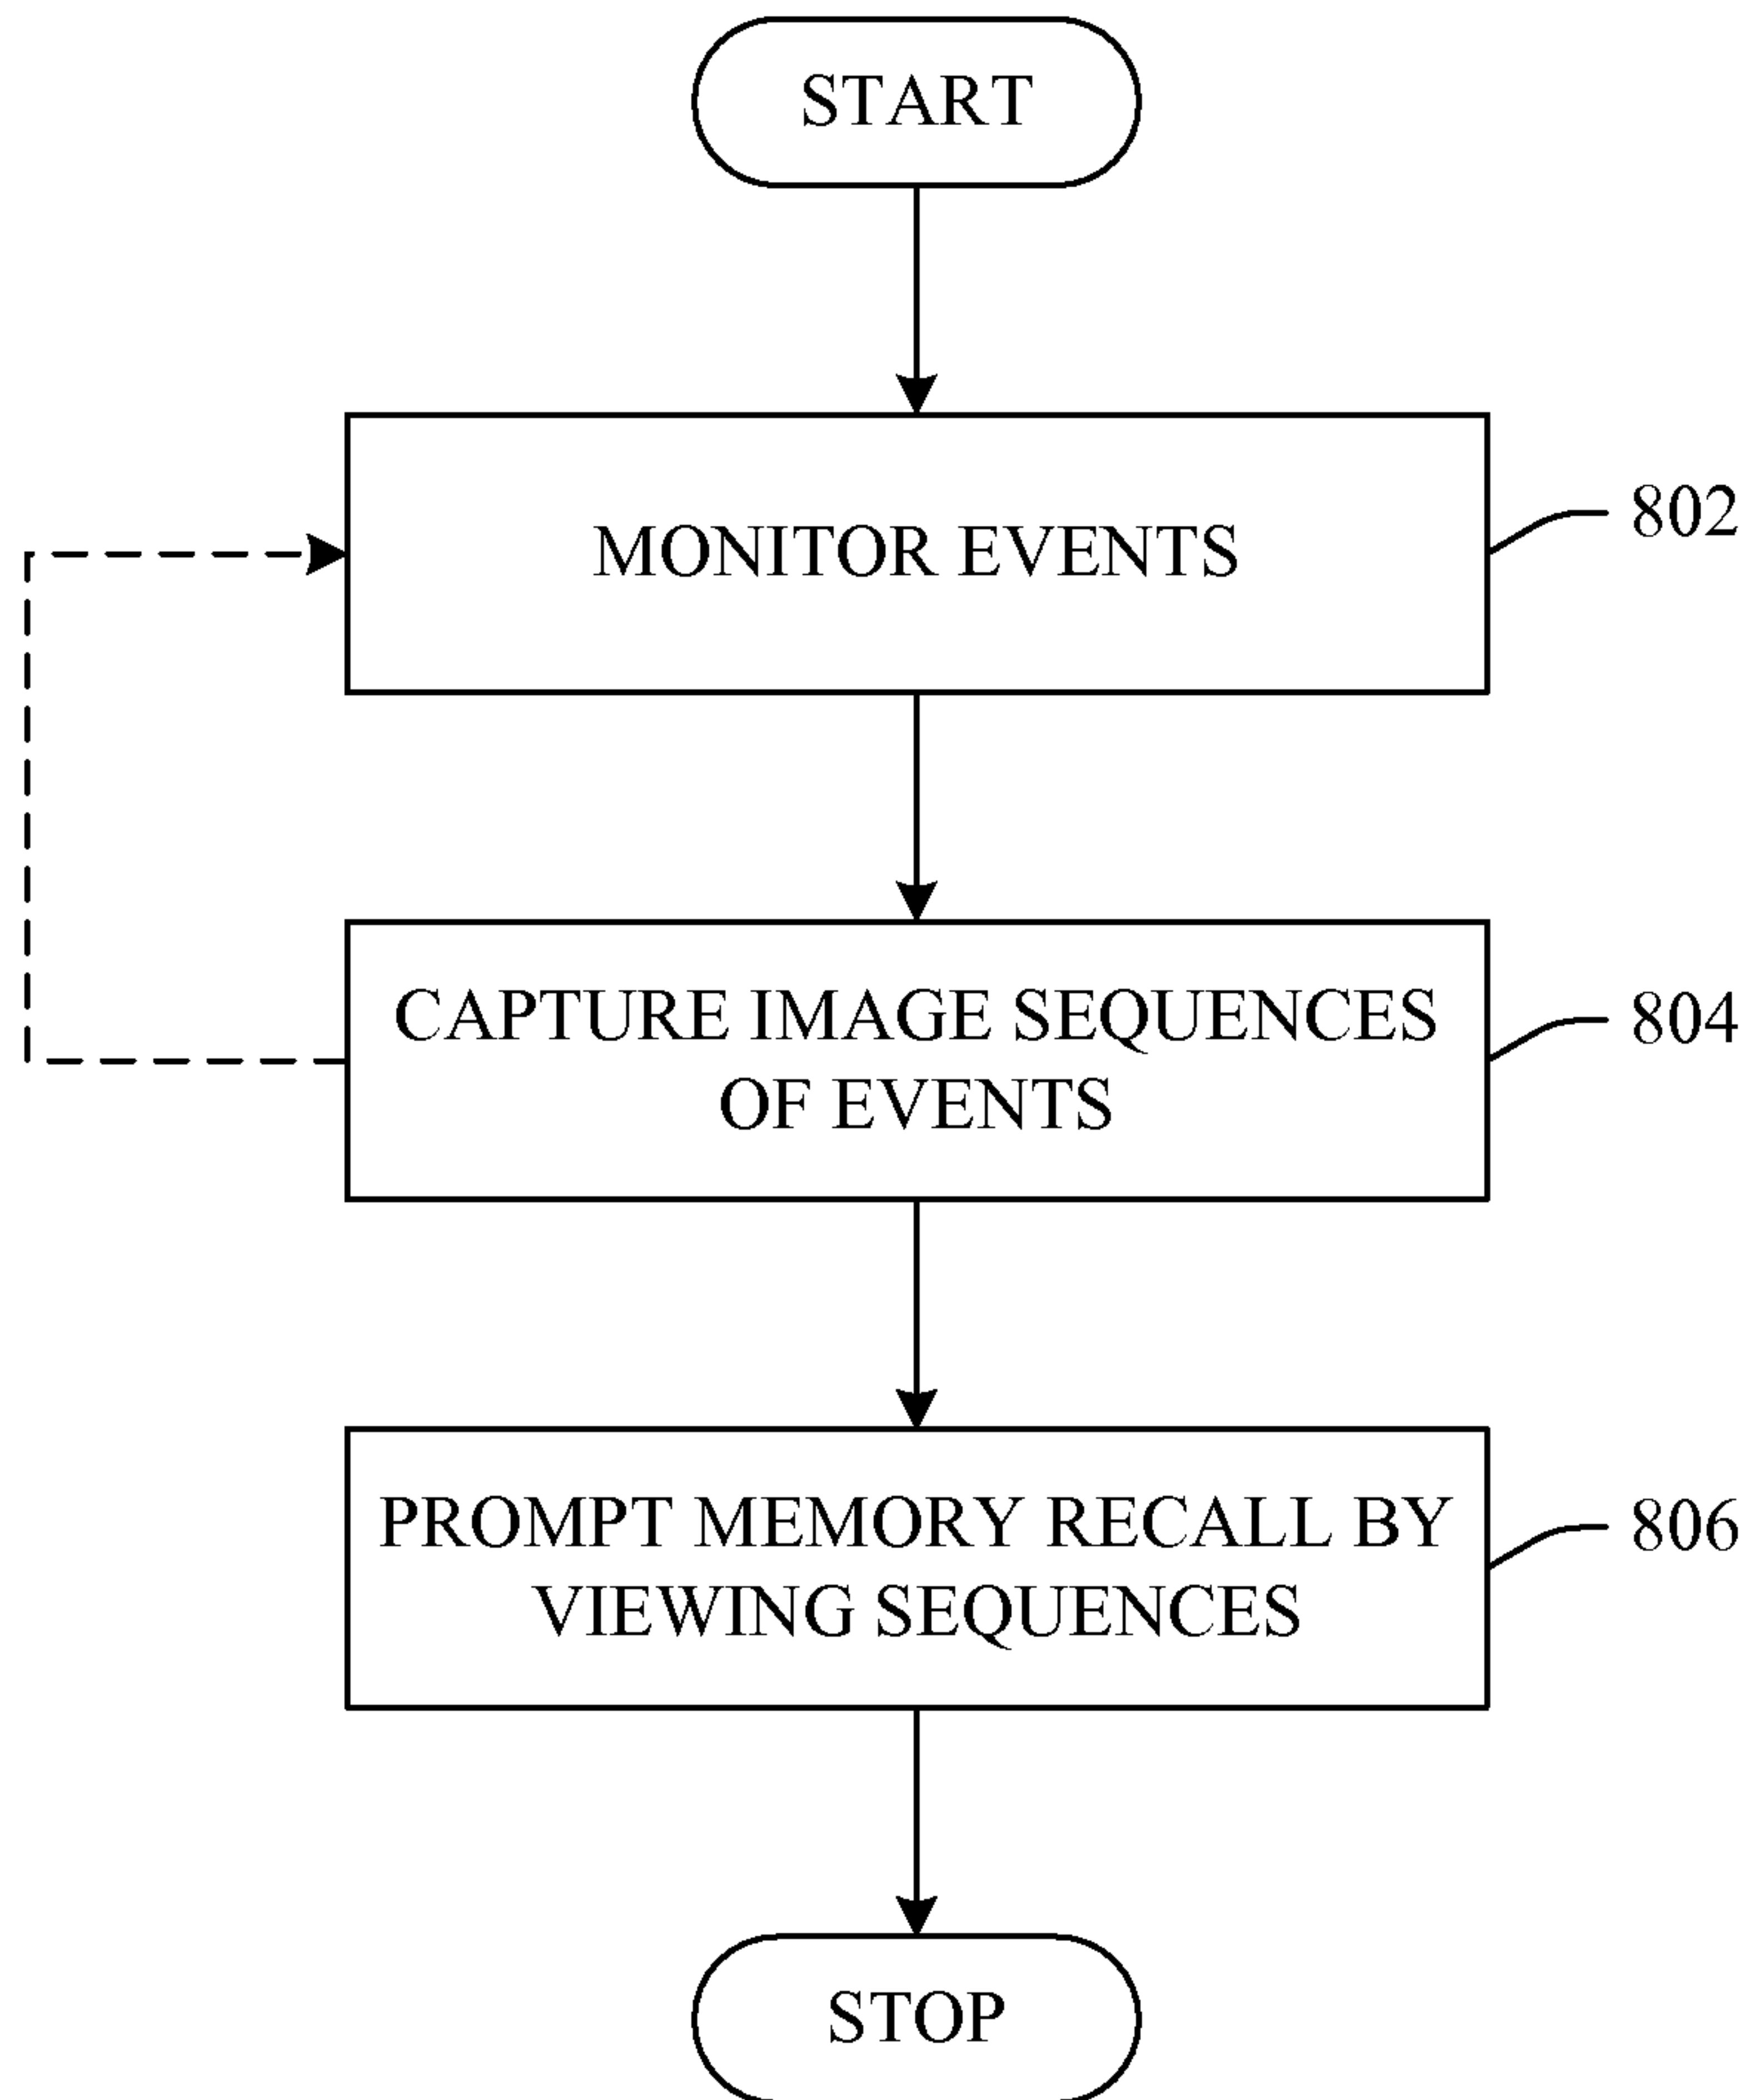 START
MONITOR EVENTS
802
CAPTURE IMAGE SEQUENCES
OF EVENTS
804
PROMPT MEMORY RECALL BY
VIEWING SEQUENCES
806
STOP